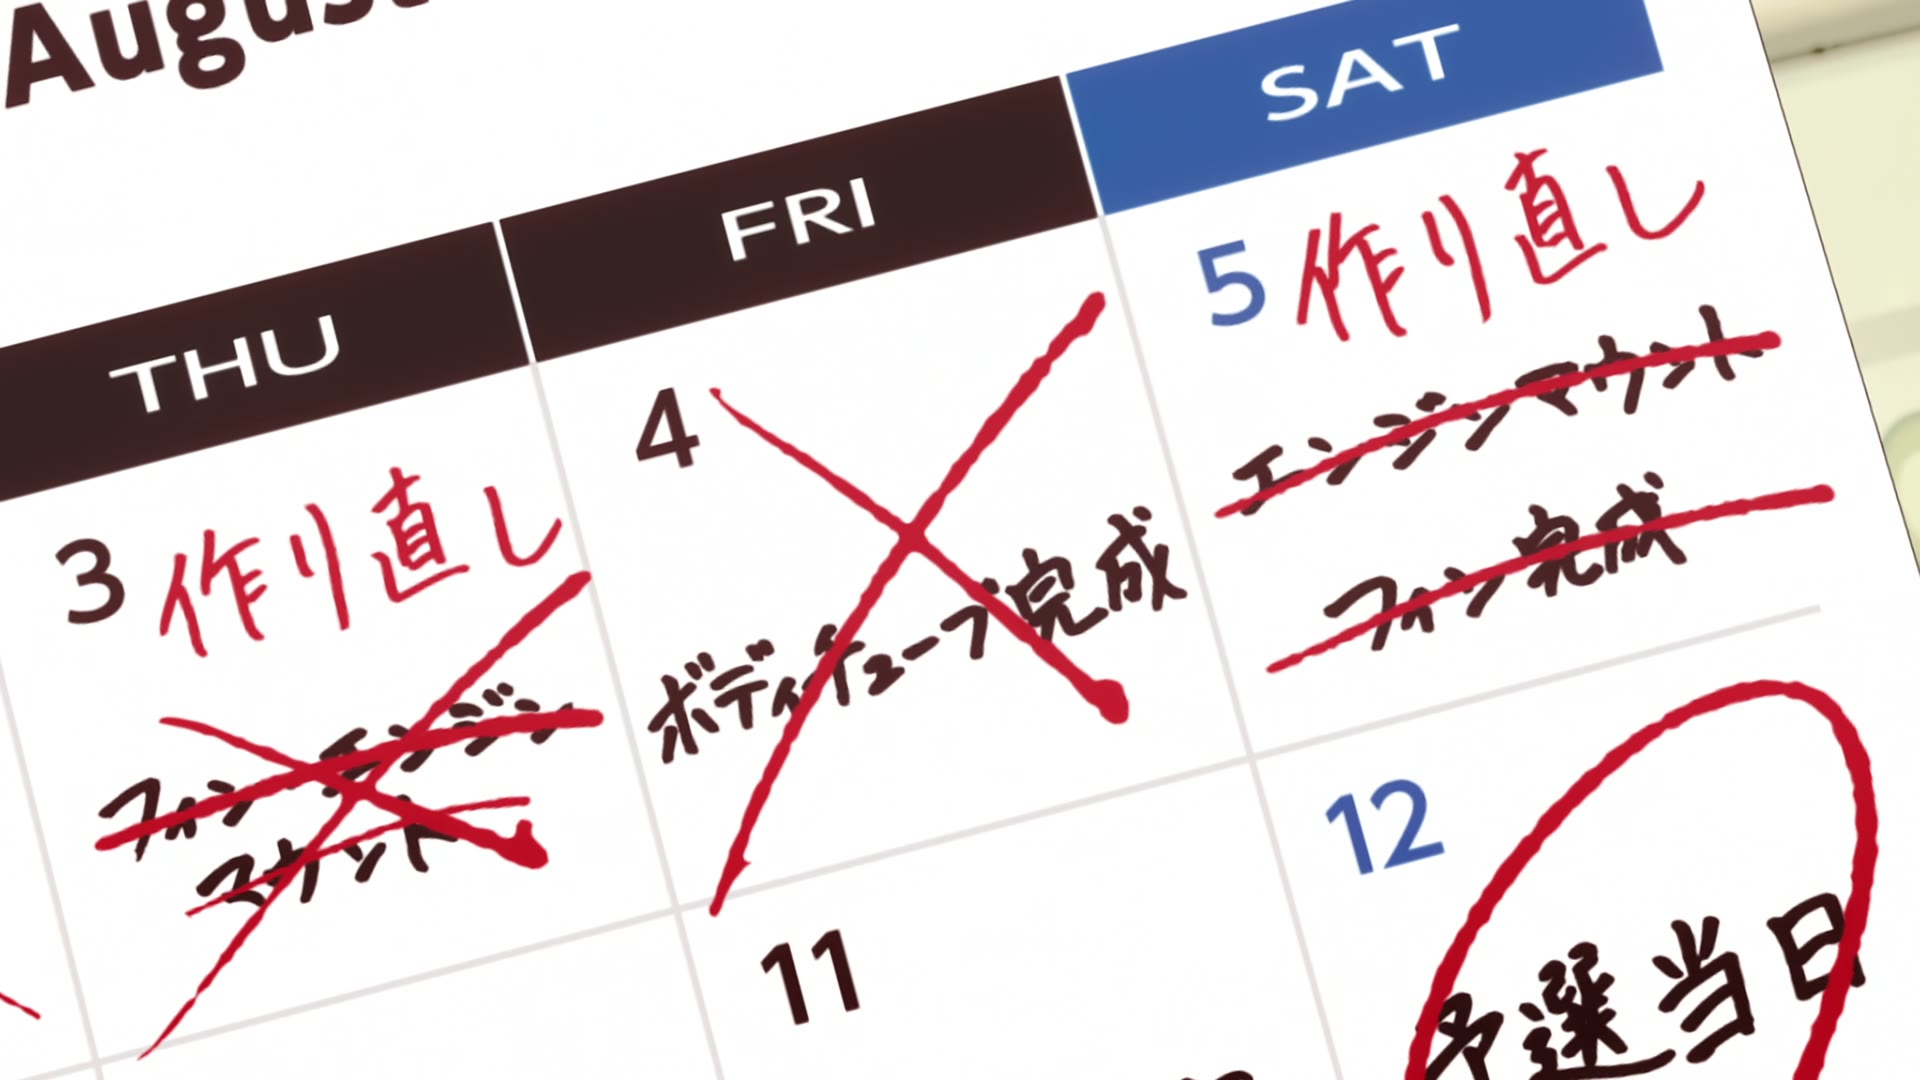 August
THU
FRI
SAT
3 作り直し
フィンエンジン
マウント
4
ボディチューブ完成
5 作り直し
エンジンマウント
フィン完成
11
12
予選当日